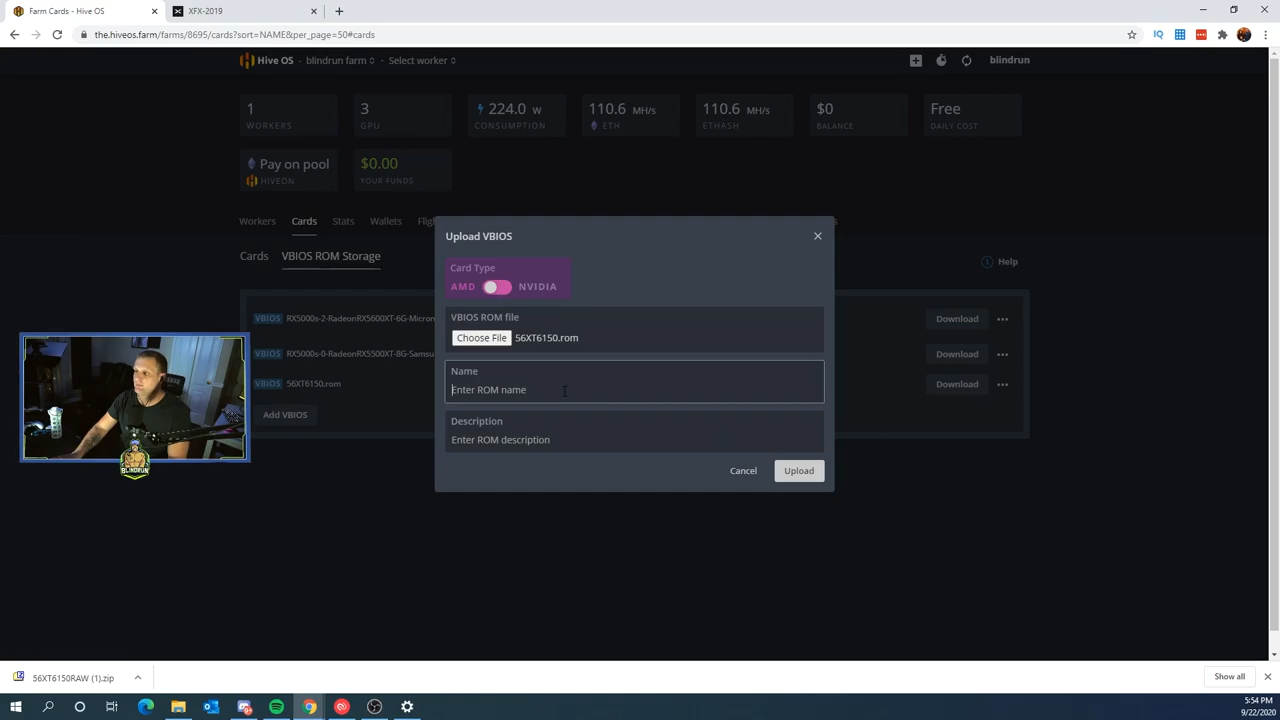 Farm Cards - Hive OS
XFX-2019
the.hiveos.farm/farms/8695/cards?sort=NAME&per_page=50#cards
IQ
Hive OS blindrun farm Select worker blindrun
1 3 224.0 W 110.6 MH/s 110.6 MH/s $0 Free
WORKERS GPU CONSUMPTION ETH ETHASH BALANCE DAILY COST
Pay on pool $0.00
HIVEON YOUR FUNDS
Workers Cards Stats Wallets Fligh s
Cards VBIOS ROM Storage Help
VBIOS RX5000s-2-RadeonRX5600XT-6G-Micron Download
VBIOS RX5000s-0-RadeonRX5500XT-8G-Samsu Download
VBIOS 56XT6150.rom Download
Add VBIOS
Upload VBIOS
Card Type
AMD NVIDIA
VBIOS ROM file
Choose File 56XT6150.rom
Name
Enter ROM name
Description
Enter ROM description
Cancel Upload
BLINDRUN
56XT6150RAW (1).zip Show all
5:54 PM
9/22/2020